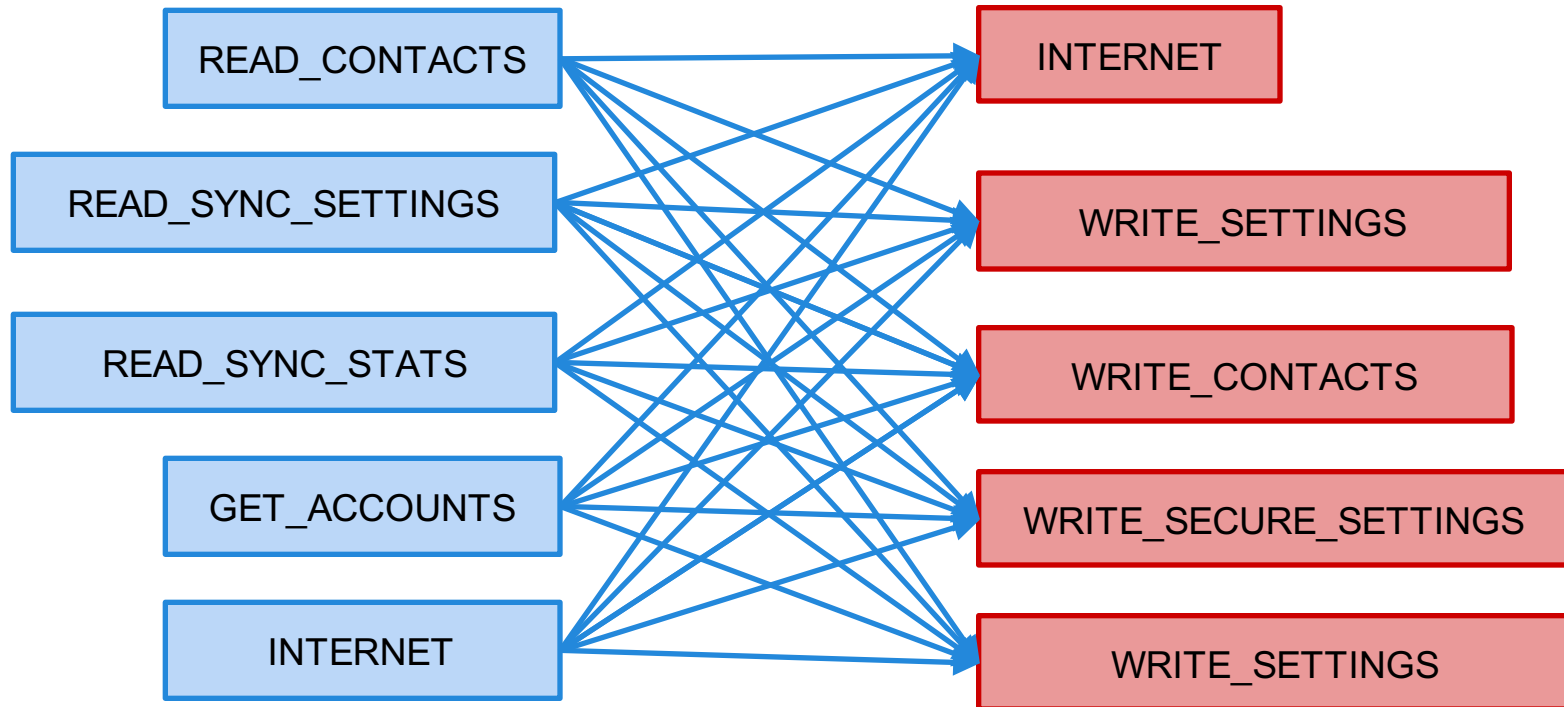 READ_CONTACTS
INTERNET
READ_SYNC_SETTINGS
WRITE_SETTINGS
READ_SYNC_STATS
WRITE_CONTACTS
GET_ACCOUNTS
WRITE_SECURE_SETTINGS
INTERNET
WRITE_SETTINGS